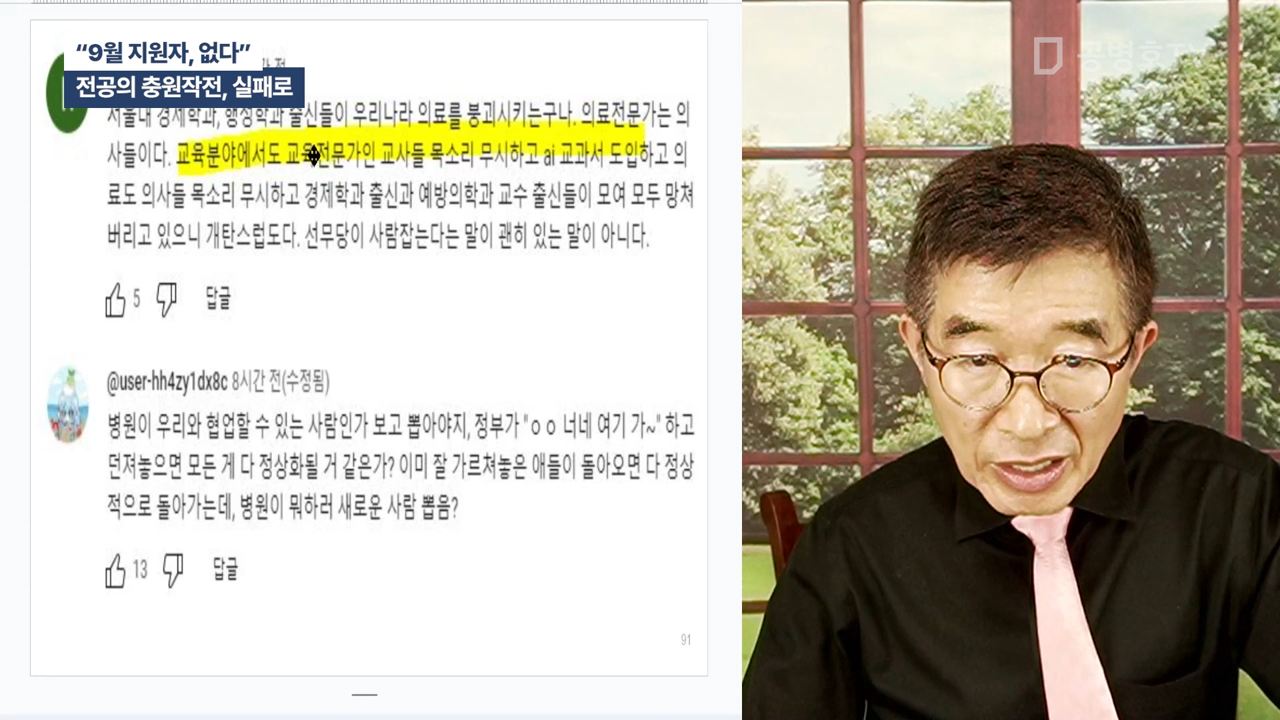 “9월 지원자, 없다”
전공의 충원작전, 실패로
공병호TV
서울대 경제학과, 행정학과 출신들이 우리나라 의료를 붕괴시키는구나. 의료전문가는 의
사들이다. 교육분야에서도 교육전문가인 교사들 목소리 무시하고 ai 교과서 도입하고 의
료도 의사들 목소리 무시하고 경제학과 출신과 예방의학과 교수 출신들이 모여 모두 망쳐
버리고 있으니 개탄스럽도다. 선무당이 사람잡는다는 말이 괜히 있는 말이 아니다.
5 답글
@user-hh4zy1dx8c 8시간 전(수정됨)
병원이 우리와 협업할 수 있는 사람인가 보고 뽑아야지, 정부가 "ㅇㅇ 너네 여기 가~" 하고
던져놓으면 모든 게 다 정상화될 거 같은가? 이미 잘 가르쳐놓은 애들이 돌아오면 다 정상
적으로 돌아가는데, 병원이 뭐하러 새로운 사람 뽑음?
13 답글
91